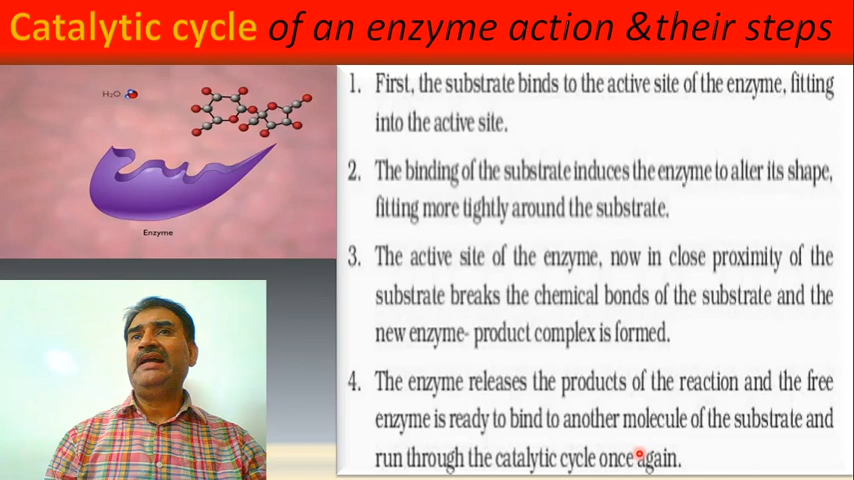 Catalytic cycle of an enzyme action &their steps
H₂O
Enzyme
1. First, the substrate binds to the active site of the enzyme, fitting
into the active site.
2. The binding of the substrate induces the enzyme to alter its shape,
fitting more tightly around the substrate.
3. The active site of the enzyme, now in close proximity of the
substrate breaks the chemical bonds of the substrate and the
new enzyme- product complex is formed.
4. The enzyme releases the products of the reaction and the free
enzyme is ready to bind to another molecule of the substrate and
run through the catalytic cycle once again.